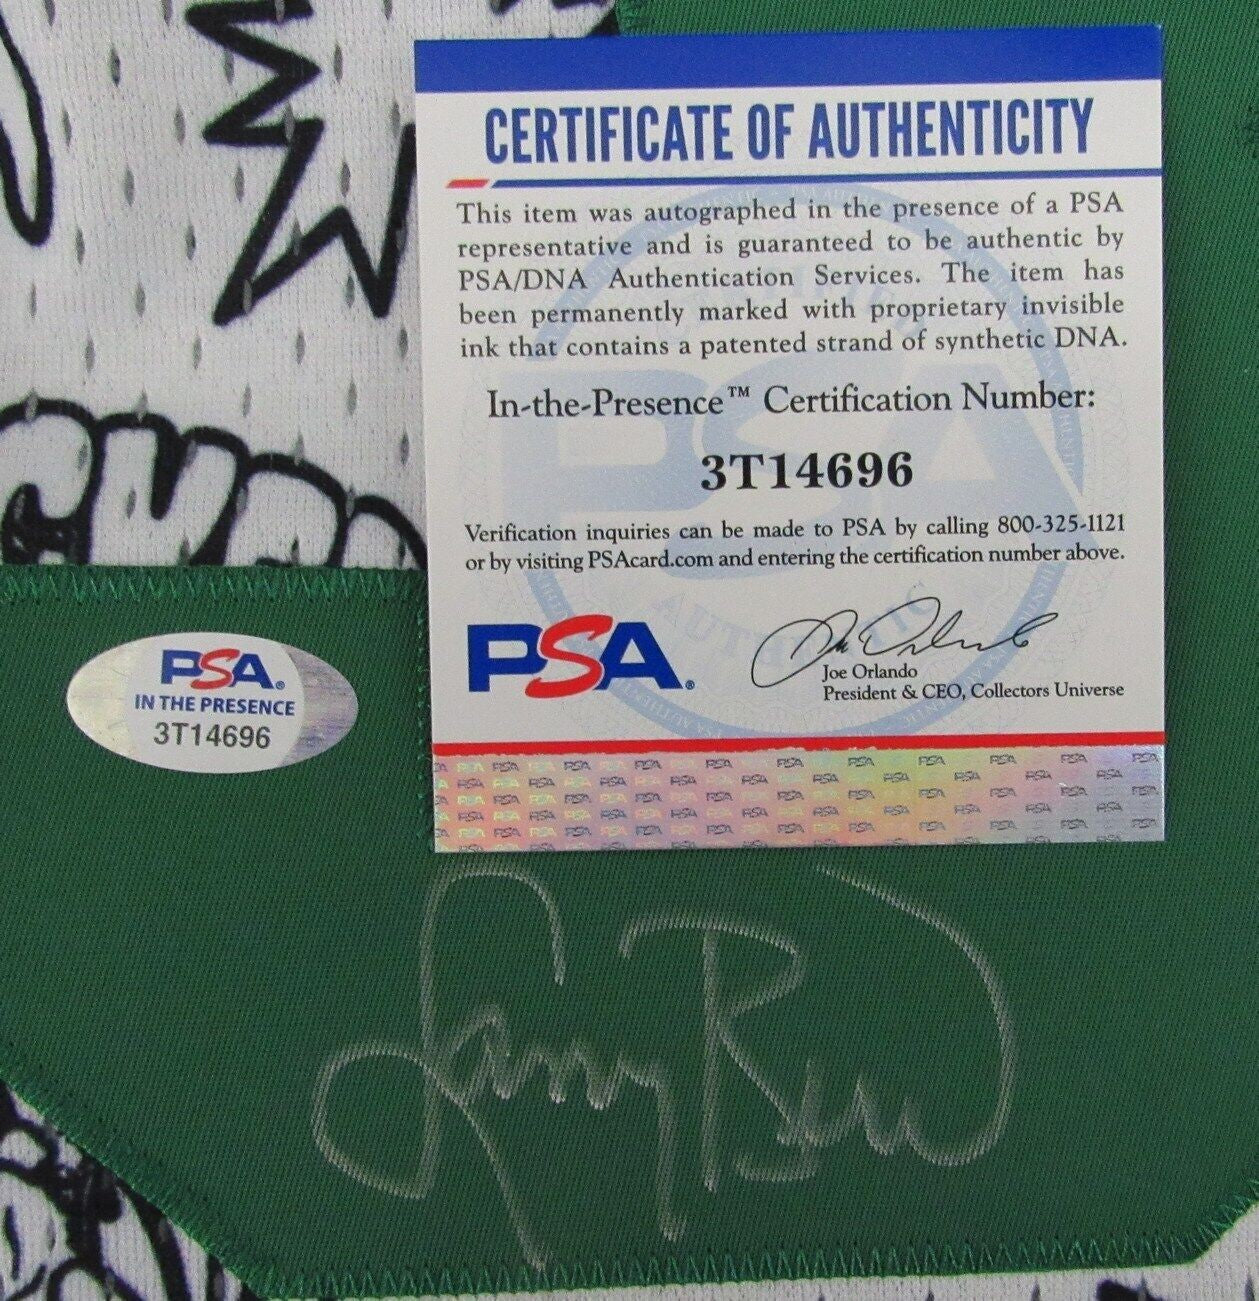 CERTIFICATE OF AUTHENTICITY
This item was autographed in the presence of a PSA
representative and is guaranteed to be authentic by
PSA/DNA Authentication Services. The item has
been permanently marked with proprietary invisible
ink that contains a patented strand of synthetic DNA.
In-the-Presence™ Certification Number:
3T14696
Verification inquiries can be made to PSA by calling 800-325-1121
or by visiting PSAcard.com and entering the certification number above.
PSA®
Joe Orlando
President & CEO, Collectors Universe
PSA®
IN THE PRESENCE
3T14696
Larry Bird